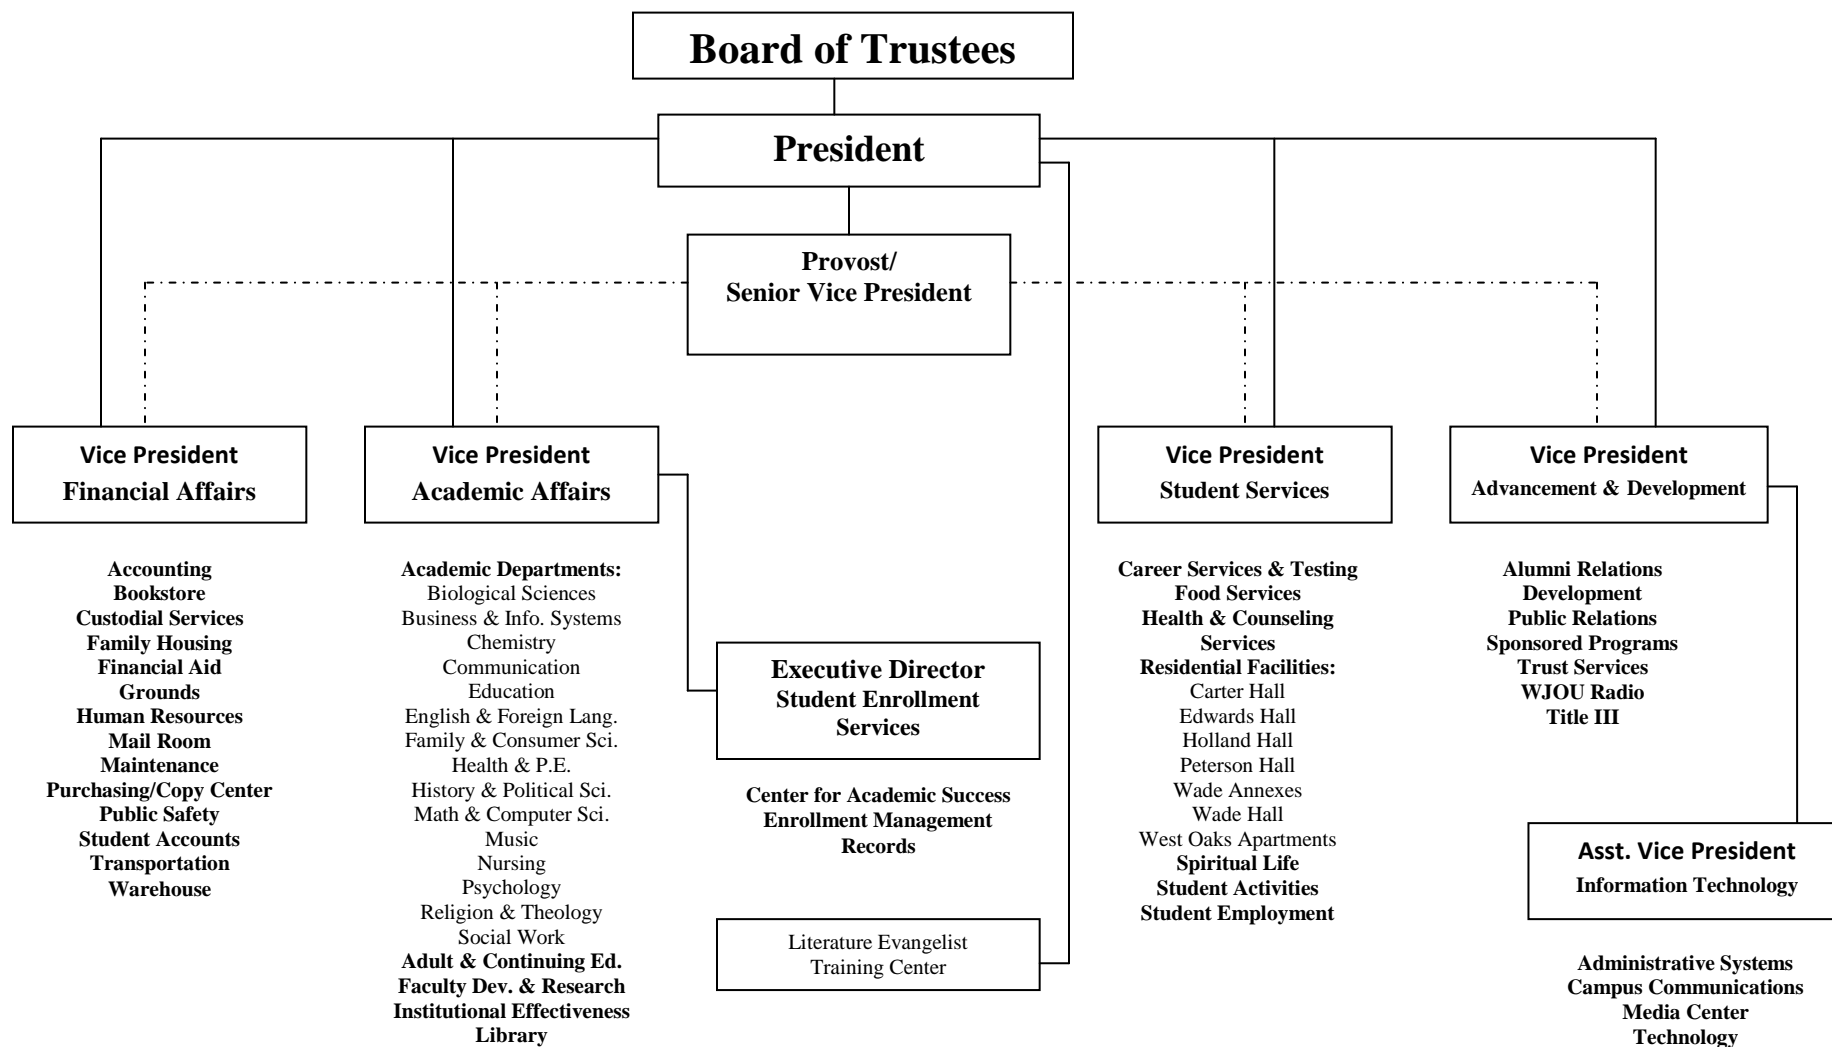 Board of Trustees
President
Provost/
Senior Vice President
Vice President
Financial Affairs
Accounting
Bookstore
Custodial Services
Family Housing
Financial Aid
Grounds
Human Resources
Mail Room
Maintenance
Purchasing/Copy Center
Public Safety
Student Accounts
Transportation
Warehouse
Vice President
Academic Affairs
Academic Departments:
Biological Sciences
Business & Info. Systems
Chemistry
Communication
Education
English & Foreign Lang.
Family & Consumer Sci.
Health & P.E.
History & Political Sci.
Math & Computer Sci.
Music
Nursing
Psychology
Religion & Theology
Social Work
Adult & Continuing Ed.
Faculty Dev. & Research
Institutional Effectiveness
Library
Executive Director
Student Enrollment
Services
Center for Academic Success
Enrollment Management
Records
Literature Evangelist
Training Center
Vice President
Student Services
Career Services & Testing
Food Services
Health & Counseling
Services
Residential Facilities:
Carter Hall
Edwards Hall
Holland Hall
Peterson Hall
Wade Annexes
Wade Hall
West Oaks Apartments
Spiritual Life
Student Activities
Student Employment
Vice President
Advancement & Development
Alumni Relations
Development
Public Relations
Sponsored Programs
Trust Services
WJOU Radio
Title III
Asst. Vice President
Information Technology
Administrative Systems
Campus Communications
Media Center
Technology